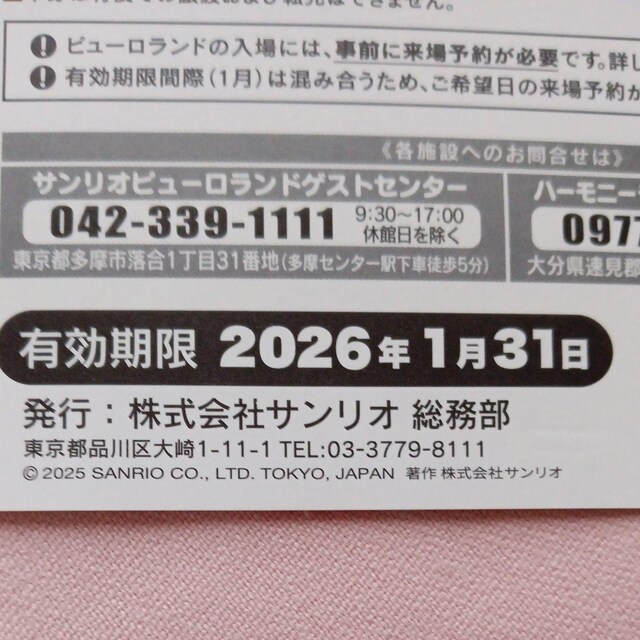 ピューロランドの入場には、事前に来場予約が必要です。詳し
有効期限間際(1月)は混み合うため、ご希望日の来場予約が
《各施設へのお問合せは》
サンリオピューロランドゲストセンター
042-339-1111 9:30〜17:00 休館日を除く
東京都多摩市落合1丁目31番地(多摩センター駅下車徒歩5分)
ハーモニー
0977
大分県速見郡
有効期限 2026年1月31日
発行:株式会社サンリオ 総務部
東京都品川区大崎1-11-1 TEL:03-3779-8111
© 2025 SANRIO CO., LTD. TOKYO, JAPAN 著作 株式会社サンリオ